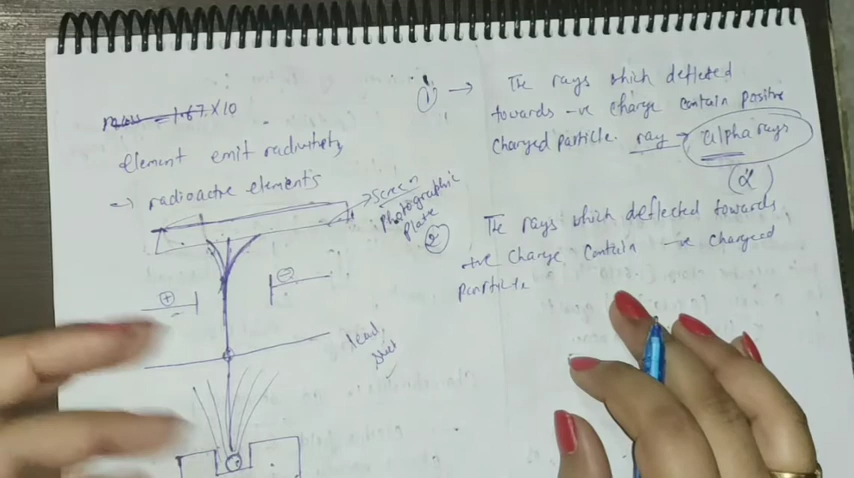 mass = 1.67 X 10
element emit radioactivity
→ radioactive elements
Screen
Photographic
Plate
+
−
lead
sheet
① → The rays which deflected
towards -ve charge contain positive
charged particle. ray → alpha rays
α
② The rays which deflected towards
+ve charge contain -ve charged
particle